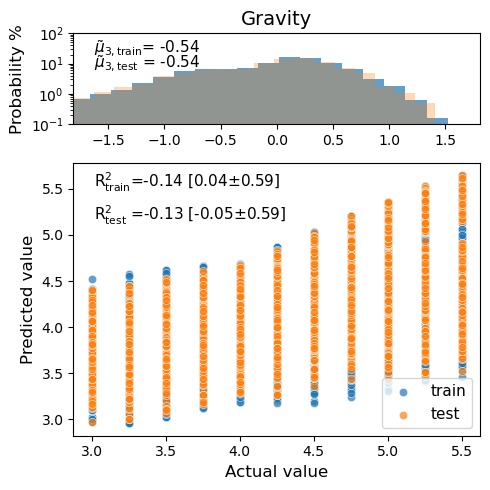 Gravity
Probability %
10²
10¹
10⁰
10⁻¹
μ̃₃,train= -0.54
μ̃₃,test = -0.54
−1.5 −1.0 −0.5 0.0 0.5 1.0 1.5
R²train=-0.14 [0.04±0.59]
R²test =-0.13 [-0.05±0.59]
Predicted value
5.5
5.0
4.5
4.0
3.5
3.0
train
test
3.0 3.5 4.0 4.5 5.0 5.5
Actual value